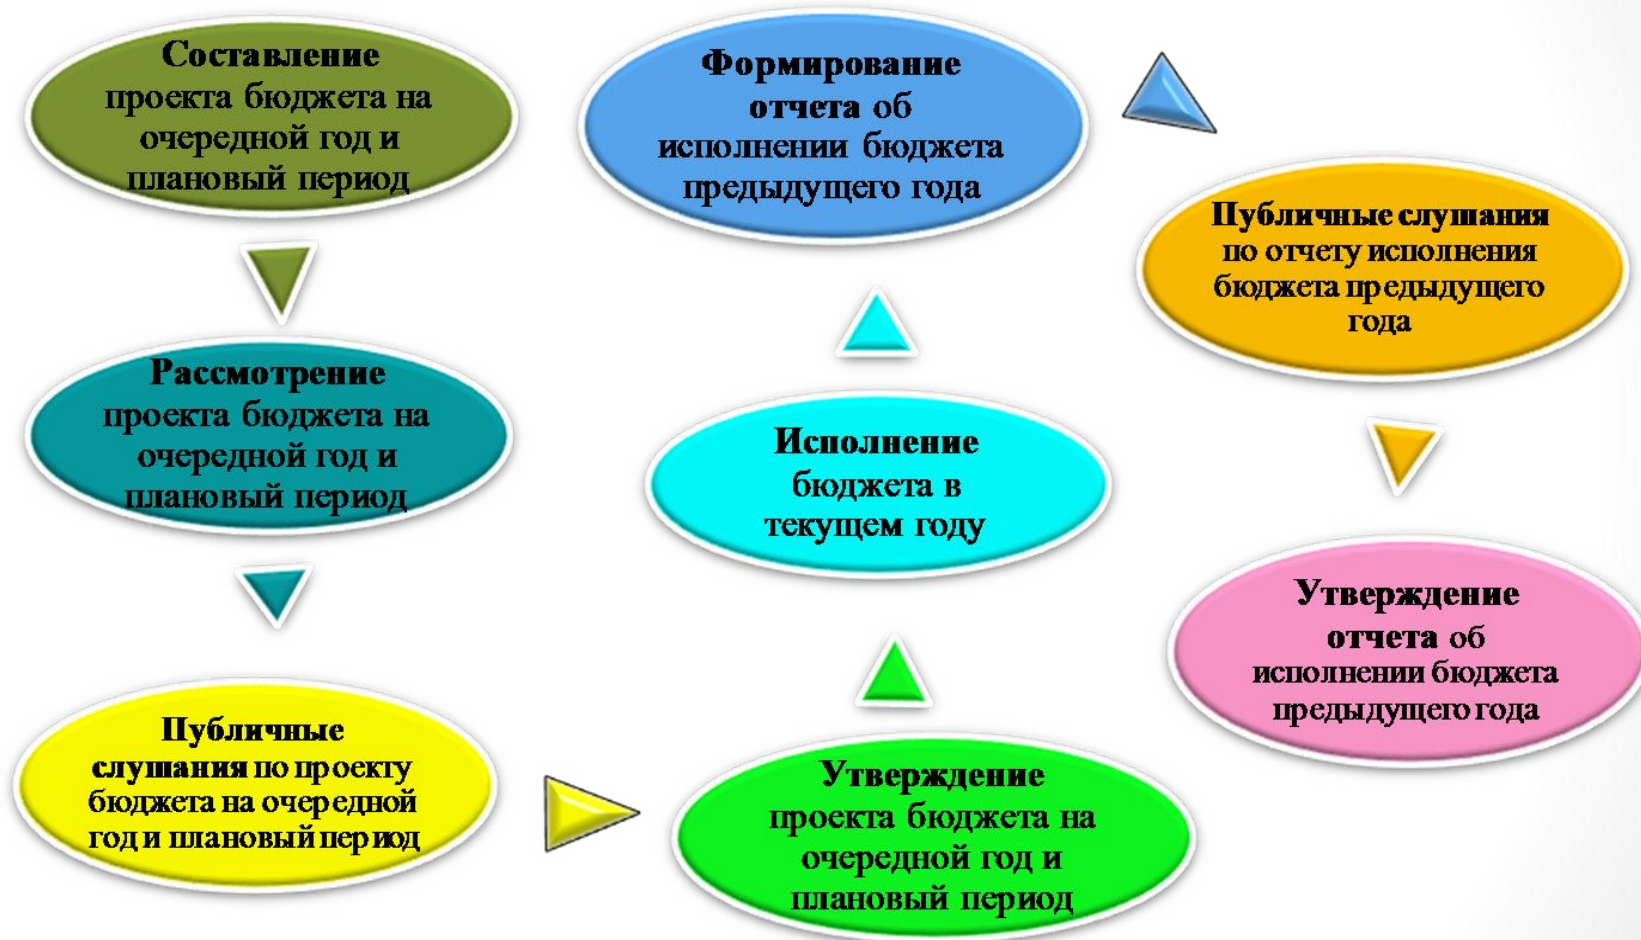 Составление
проекта бюджета на
очередной год и
плановый период
Рассмотрение
проекта бюджета на
очередной год и
плановый период
Публичные
слушания по проекту
бюджета на очередной
год и плановый период
Утверждение
проекта бюджета на
очередной год и
плановый период
Исполнение
бюджета в
текущем году
Формирование
отчета об
исполнении бюджета
предыдущего года
Публичные слушания
по отчету исполнения
бюджета предыдущего
года
Утверждение
отчета об
исполнении бюджета
предыдущего года